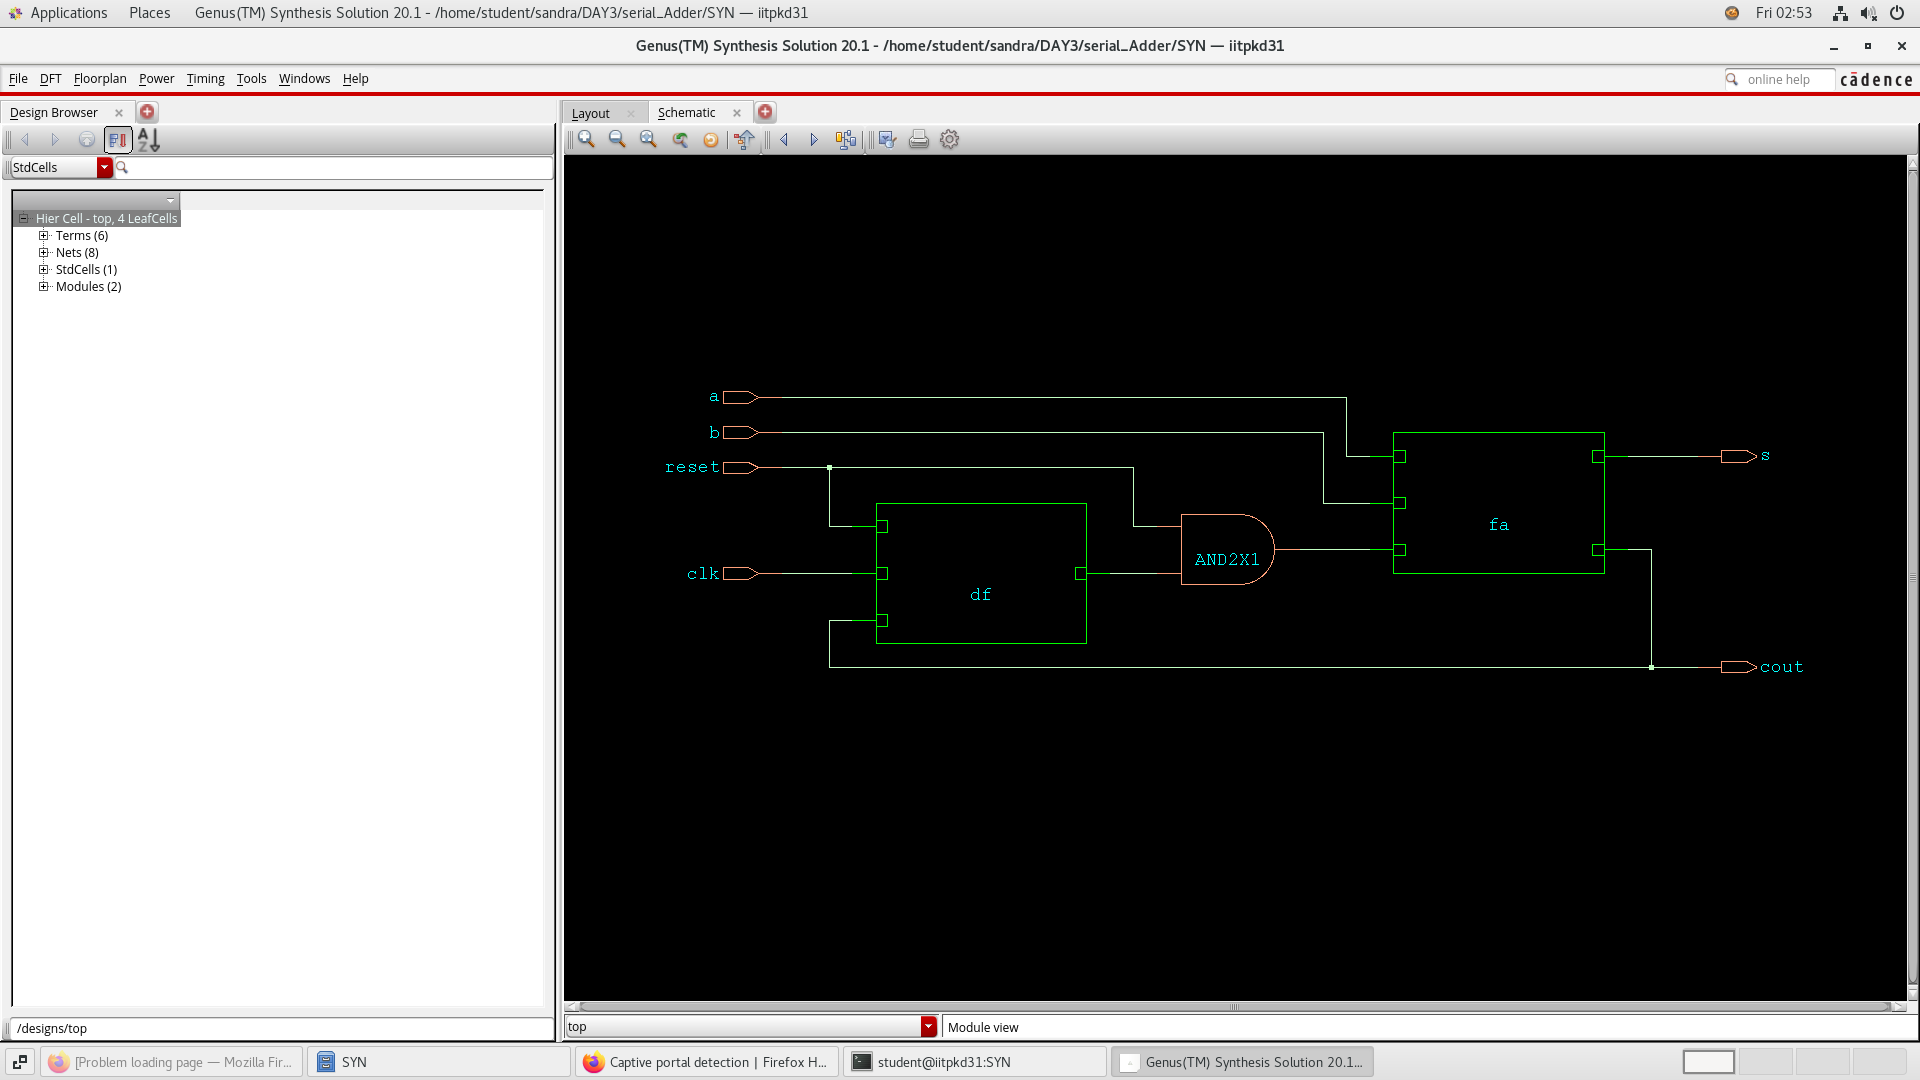 Applications Places Genus(TM) Synthesis Solution 20.1 - /home/student/sandra/DAY3/serial_Adder/SYN — iitpkd31 Fri 02:53
Genus(TM) Synthesis Solution 20.1 - /home/student/sandra/DAY3/serial_Adder/SYN — iitpkd31
File DFT Floorplan Power Timing Tools Windows Help online help cādence
Design Browser
Layout Schematic
A
Z
StdCells
Hier Cell - top, 4 LeafCells
Terms (6)
Nets (8)
StdCells (1)
Modules (2)
a
b
reset
s
fa
AND2X1
clk
df
cout
/designs/top
top Module view
[Problem loading page — Mozilla Fir... SYN Captive portal detection | Firefox H... student@iitpkd31:SYN Genus(TM) Synthesis Solution 20.1...